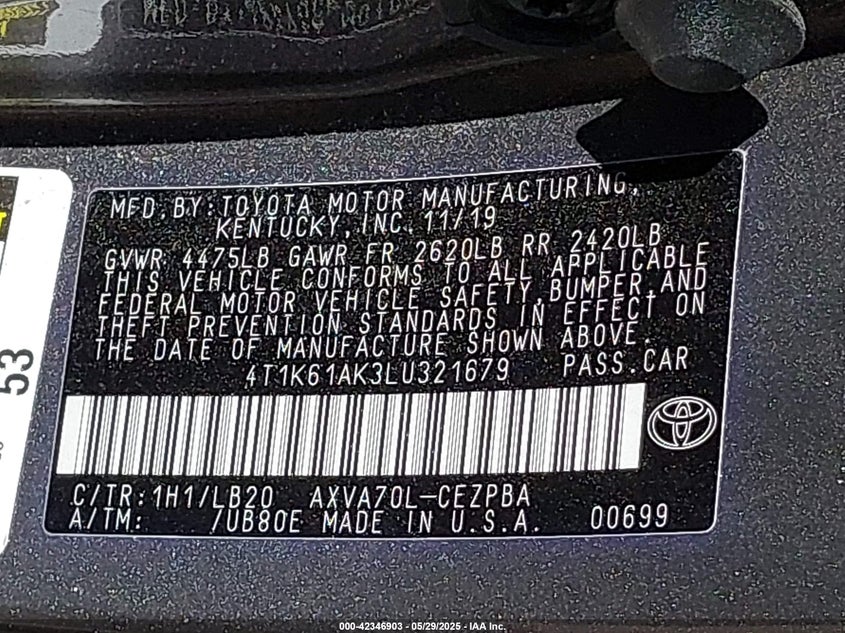 MFD. BY: TOYOTA MOTOR MANUFACTURING,
KENTUCKY, INC. 11/19
GVWR 4475LB GAWR FR 2620LB RR 2420LB
THIS VEHICLE CONFORMS TO ALL APPLICABLE
FEDERAL MOTOR VEHICLE SAFETY, BUMPER, AND
THEFT PREVENTION STANDARDS IN EFFECT ON
THE DATE OF MANUFACTURE SHOWN ABOVE.
4T1K61AK3LU321679 PASS. CAR
C/TR: 1H1/LB20 AXVA70L-CEZPBA
A/TM: /UB80E MADE IN U.S.A. 00699
53
000-42346903 - 05/29/2025 - IAA Inc.